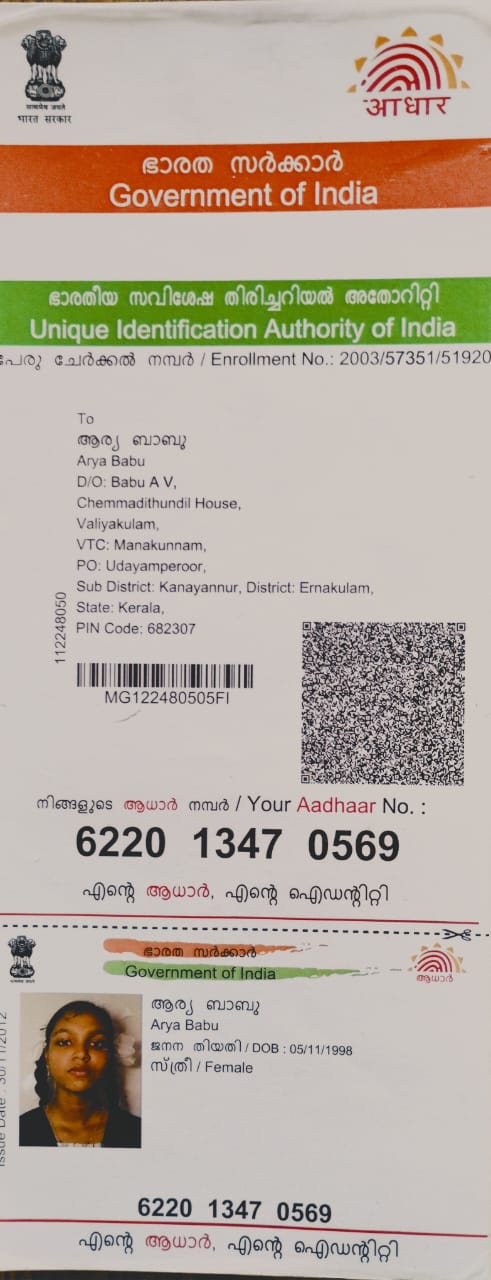 सत्यमेव जयते
भारत सरकार
आधार
ഭാരത സർക്കാർ
Government of India
ഭാരതീയ സവിശേഷ തിരിച്ചറിയൽ അതോറിറ്റി
Unique Identification Authority of India
പേരു ചേർക്കൽ നമ്പർ / Enrollment No.: 2003/57351/51920
To
ആര്യ ബാബു
Arya Babu
D/O: Babu A V,
Chemmadithundil House,
Valiyakulam,
VTC: Manakunnam,
PO: Udayamperoor,
Sub District: Kanayannur, District: Ernakulam,
State: Kerala,
PIN Code: 682307
112248050
MG122480505FI
നിങ്ങളുടെ ആധാർ നമ്പർ / Your Aadhaar No. :
6220 1347 0569
എന്റെ ആധാർ, എന്റെ ഐഡന്റിറ്റി
ഭാരത സർക്കാർ
Government of India
ആധാർ
ആര്യ ബാബു
Arya Babu
ജനന തിയതി / DOB : 05/11/1998
സ്ത്രീ / Female
Issue Date : 30/11/2012
6220 1347 0569
എന്റെ ആധാർ, എന്റെ ഐഡന്റിറ്റി